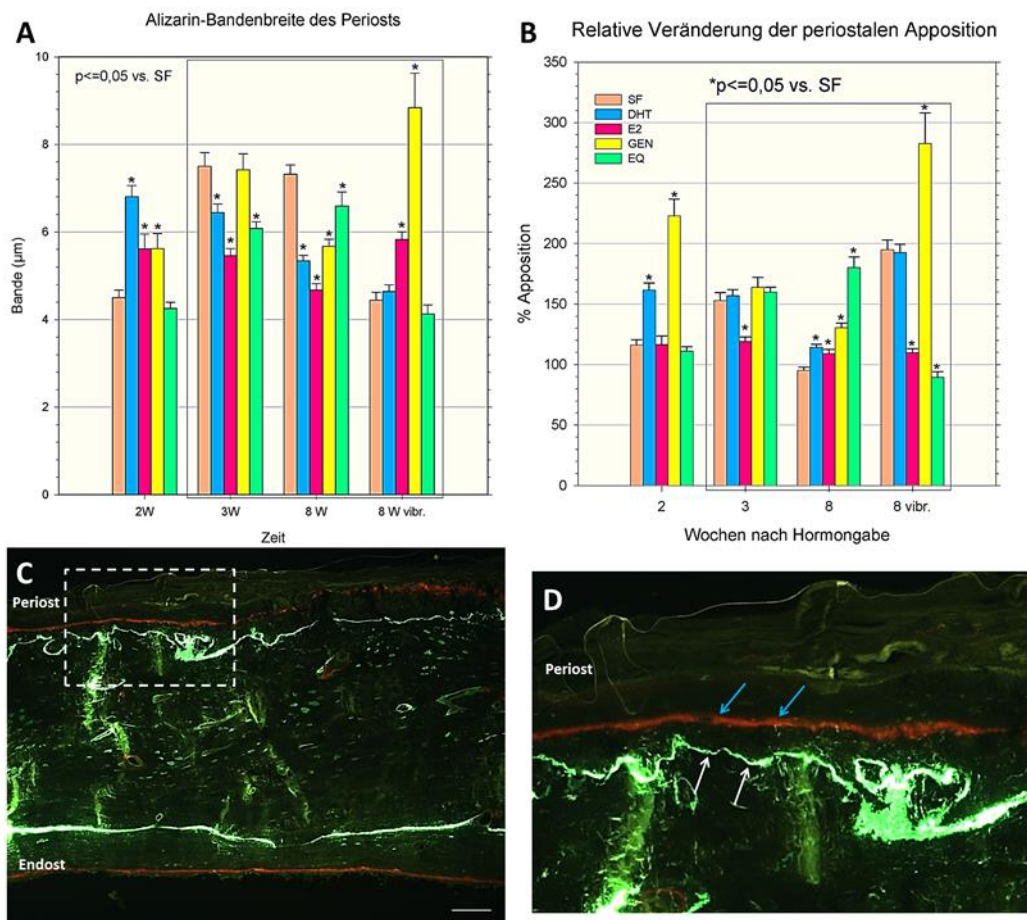 A
Alizarin-Bandenbreite des Periosts
p<=0,05 vs. SF
Bande (µm)
10
8
6
4
2
0
* * * * * * * * * * * *
2W 3W 8 W 8 W vibr.
Zeit
B
Relative Veränderung der periostalen Apposition
*p<=0,05 vs. SF
SF
DHT
E2
GEN
EQ
% Apposition
350
300
250
200
150
100
50
0
* * * * * * * * * *
2 3 8 8 vibr.
Wochen nach Hormongabe
C
Periost
Endost
D
Periost